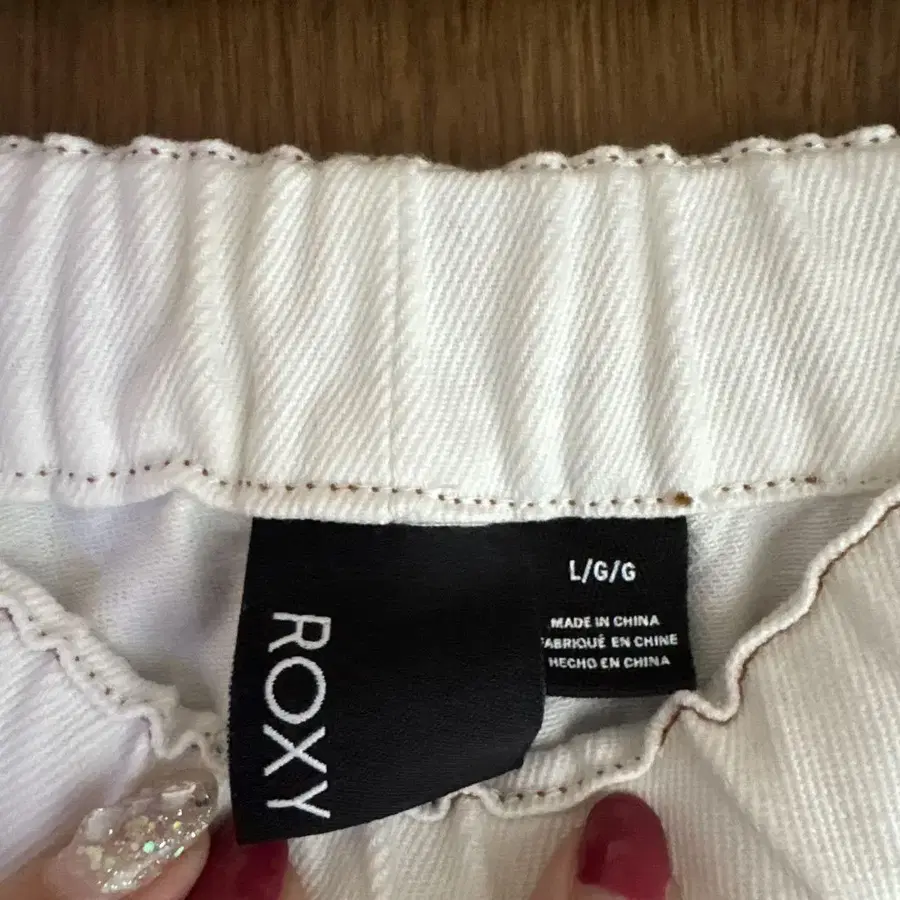 ROXY
L/G/G
MADE IN CHINA
FABRIQUÉ EN CHINE
HECHO EN CHINA